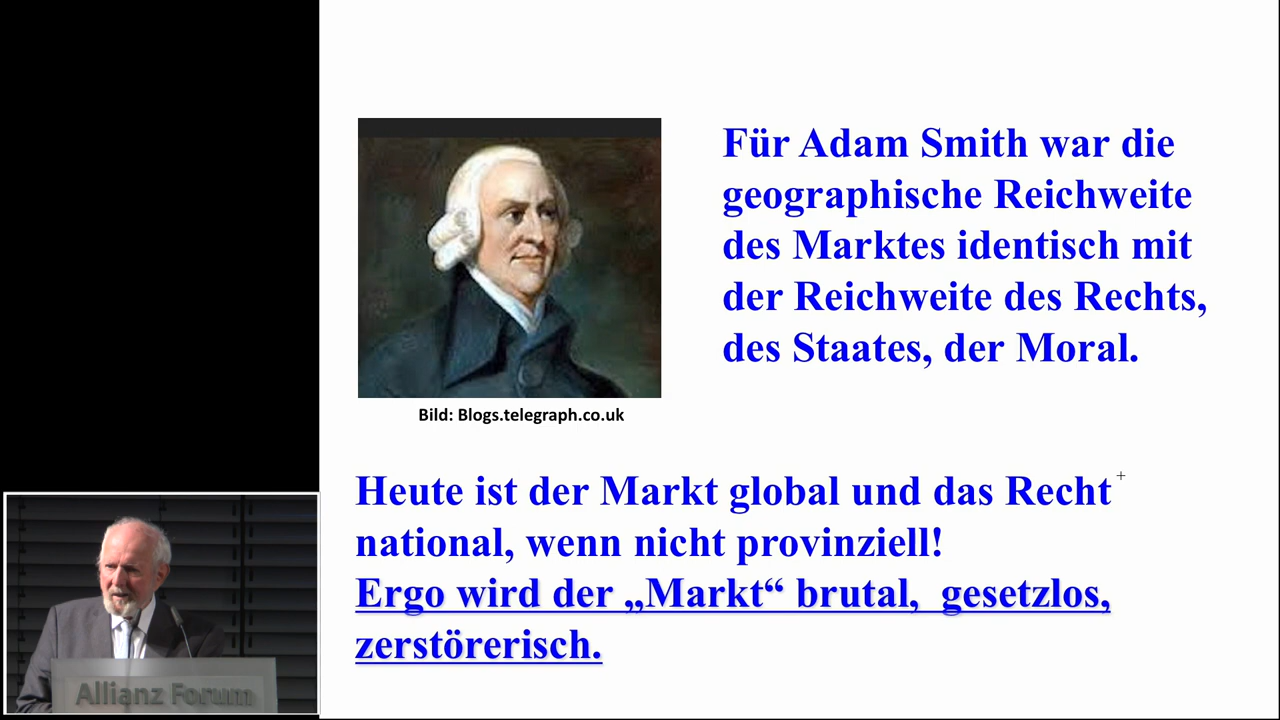 Für Adam Smith war die
geographische Reichweite
des Marktes identisch mit
der Reichweite des Rechts,
des Staates, der Moral.
Bild: Blogs.telegraph.co.uk
Heute ist der Markt global und das Recht
national, wenn nicht provinziell!
Ergo wird der „Markt“ brutal,  gesetzlos,
zerstörerisch.
Allianz Forum